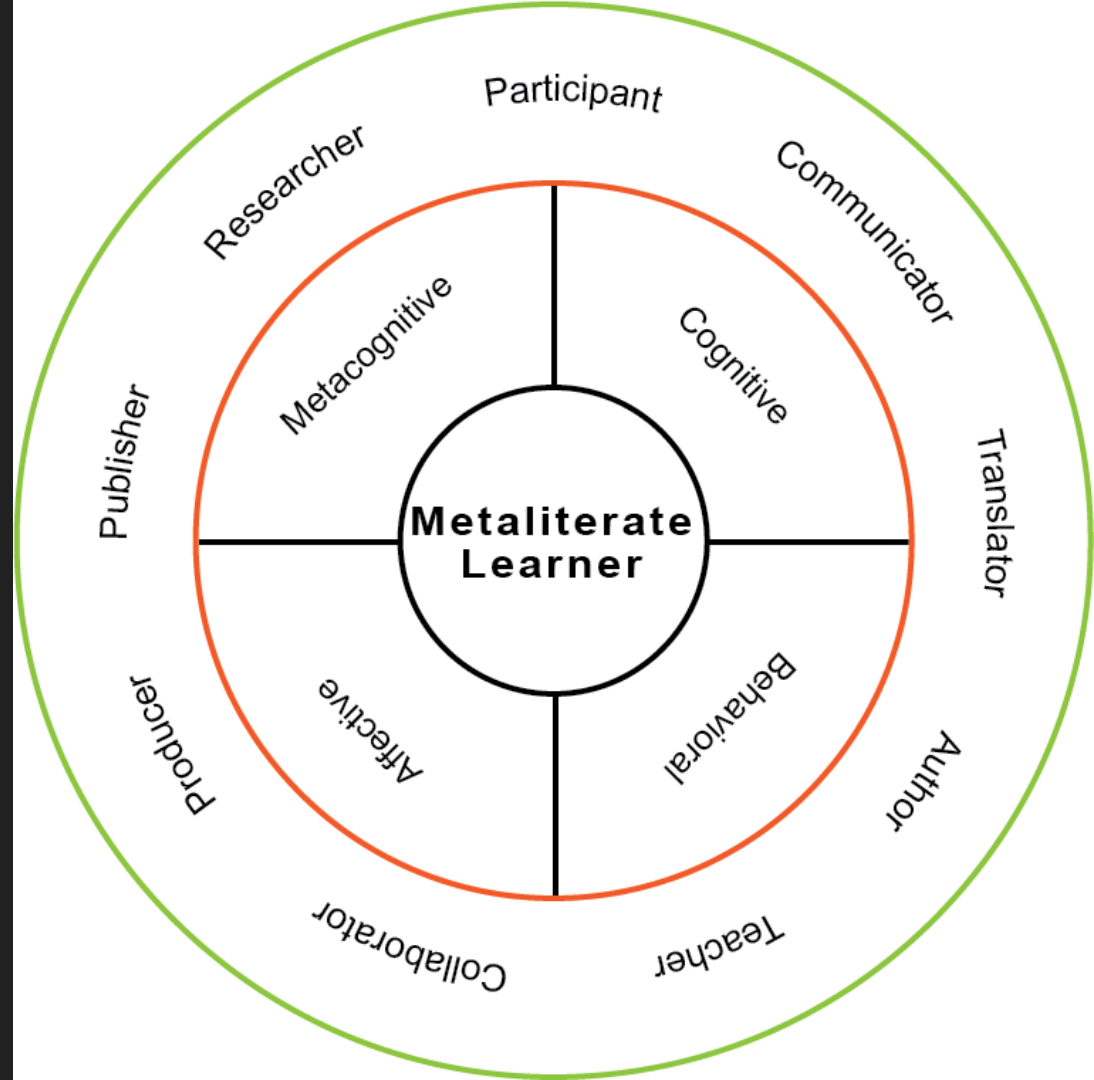 Participant
Communicator
Translator
Author
Teacher
Collaborator
Producer
Publisher
Researcher
Metacognitive
Cognitive
Behavioral
Affective
Metaliterate
Learner